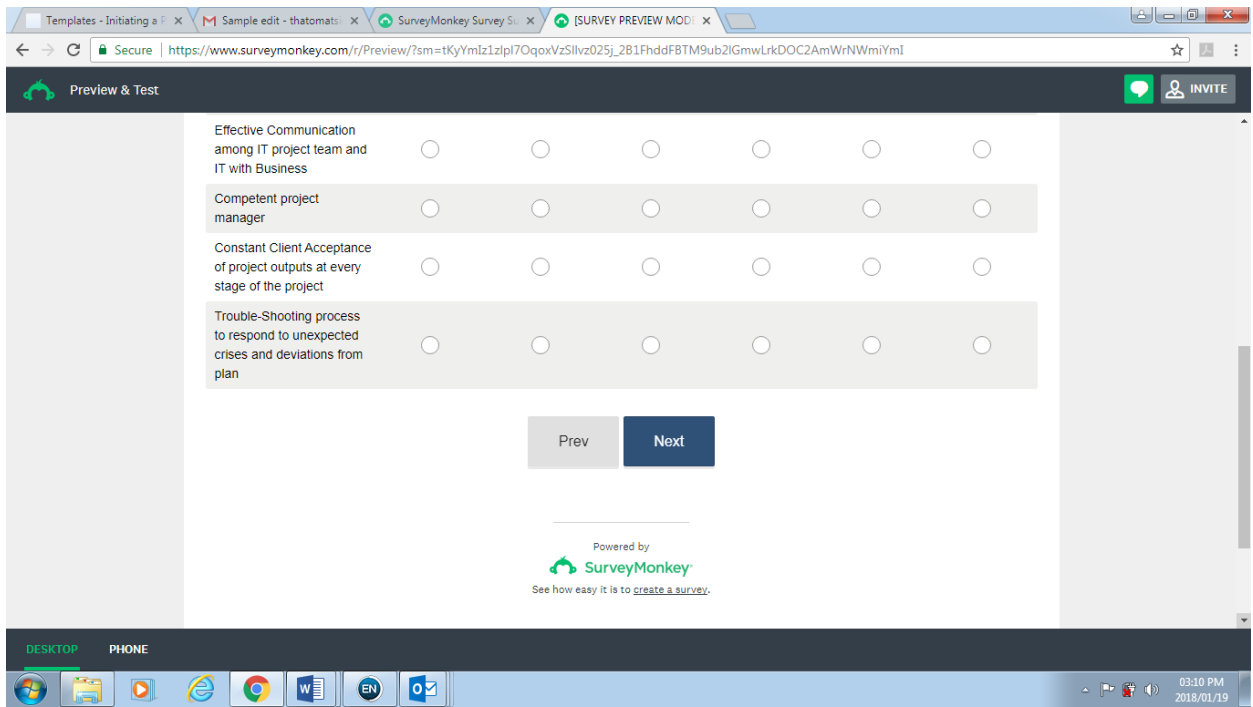 Templates - Initiating a P
Sample edit - thatomatsi
SurveyMonkey Survey Su
[SURVEY PREVIEW MODE
Secure
https://www.surveymonkey.com/r/Preview/?sm=tKyYmIz1zlpl7OqoxVzSIlvz025j_2B1FhddFBTM9ub2lGmwLrkDOC2AmWrNWmiYmI
Preview & Test
INVITE
Effective Communication
among IT project team and
IT with Business
Competent project
manager
Constant Client Acceptance
of project outputs at every
stage of the project
Trouble-Shooting process
to respond to unexpected
crises and deviations from
plan
Prev
Next
Powered by
SurveyMonkey
See how easy it is to create a survey.
DESKTOP
PHONE
EN
03:10 PM
2018/01/19